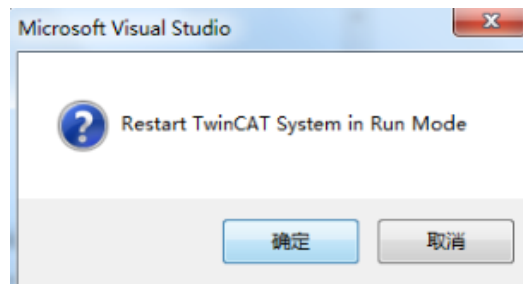 Microsoft Visual Studio
Restart TwinCAT System in Run Mode
确定
取消